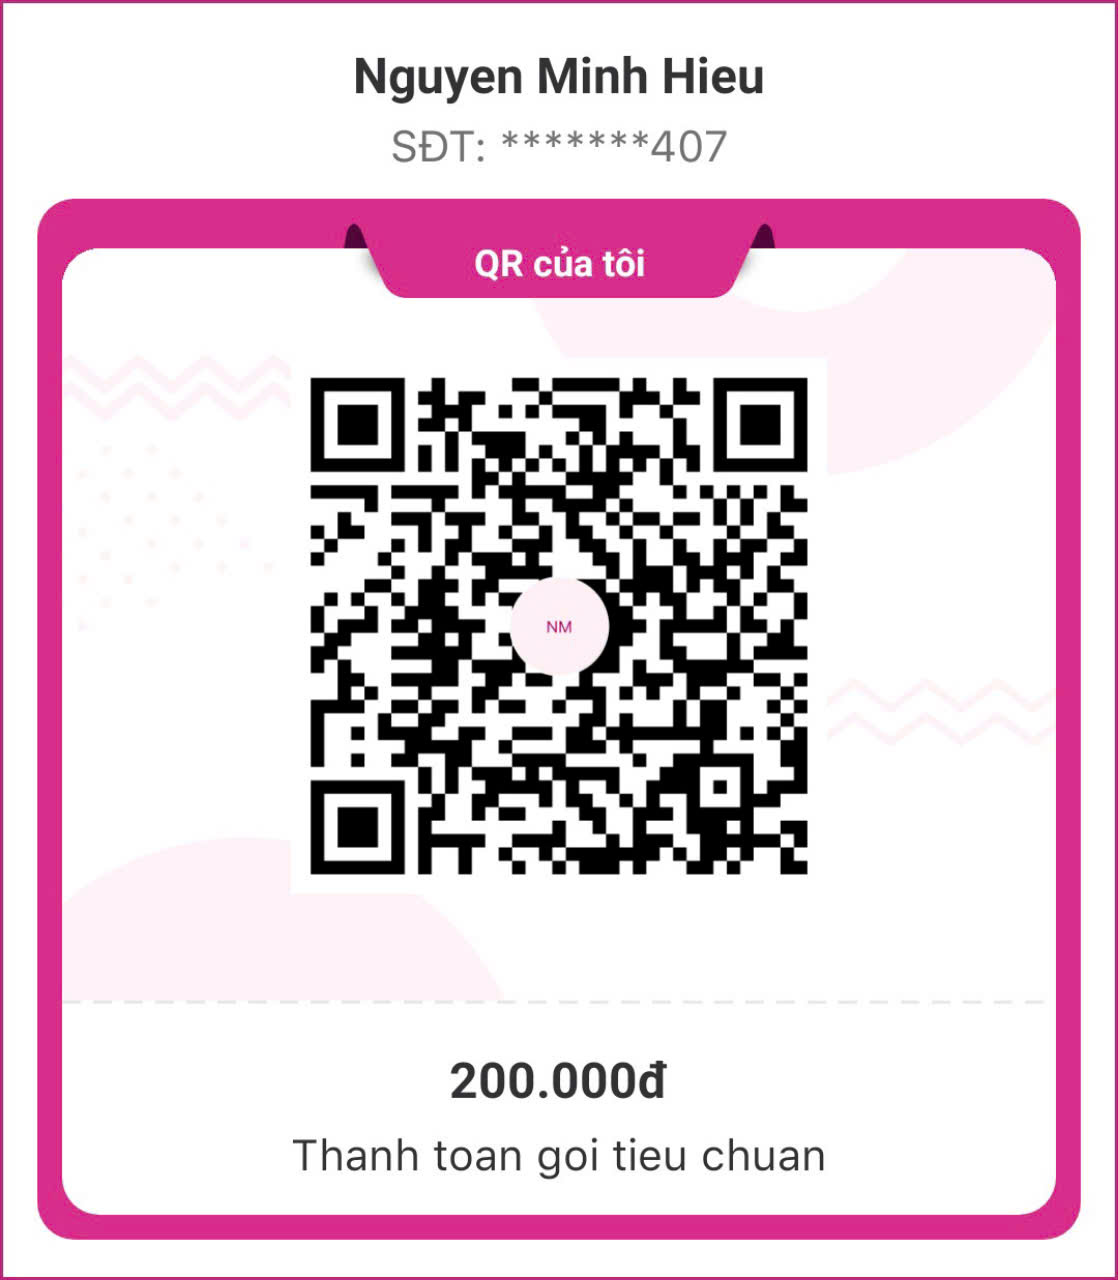 Nguyen Minh Hieu
SĐT: *******407
QR của tôi
NM
200.000đ
Thanh toan goi tieu chuan